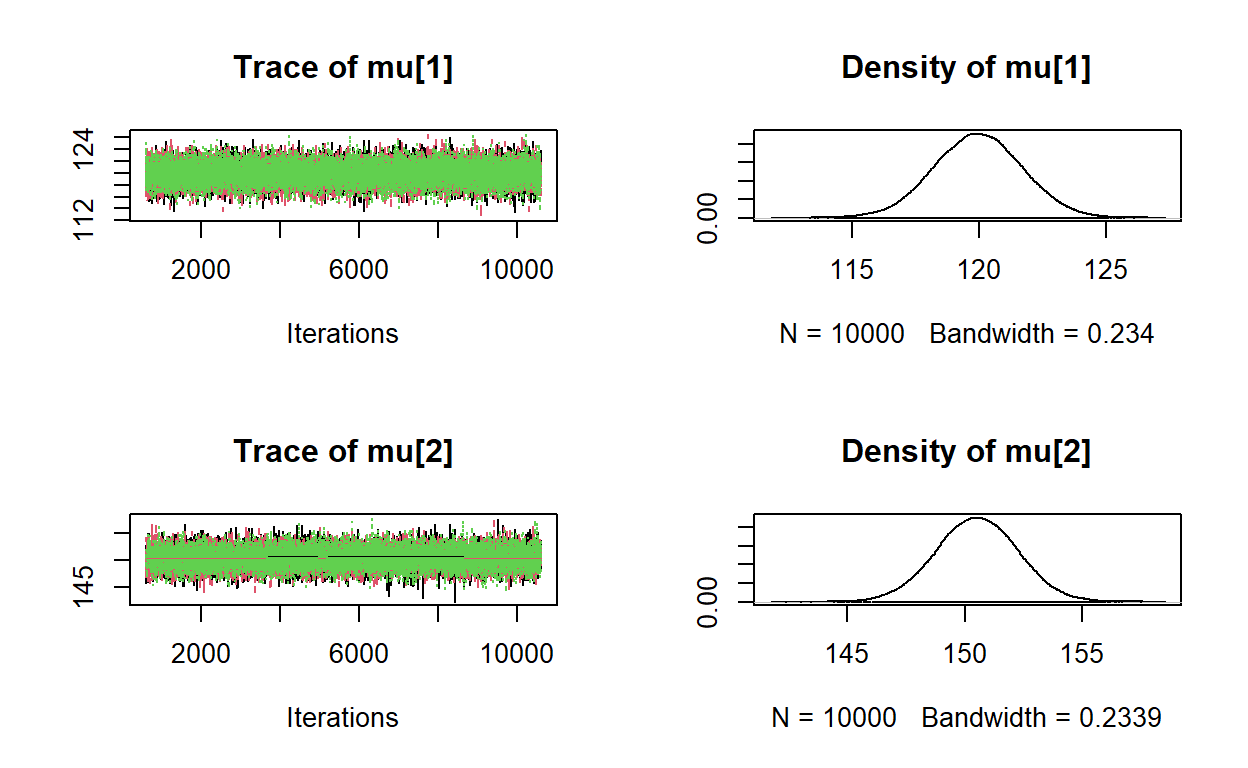 Trace of mu[1]
124
112
2000 6000 10000
Iterations
Density of mu[1]
0.00
115 120 125
N = 10000 Bandwidth = 0.234
Trace of mu[2]
145
2000 6000 10000
Iterations
Density of mu[2]
0.00
145 150 155
N = 10000 Bandwidth = 0.2339